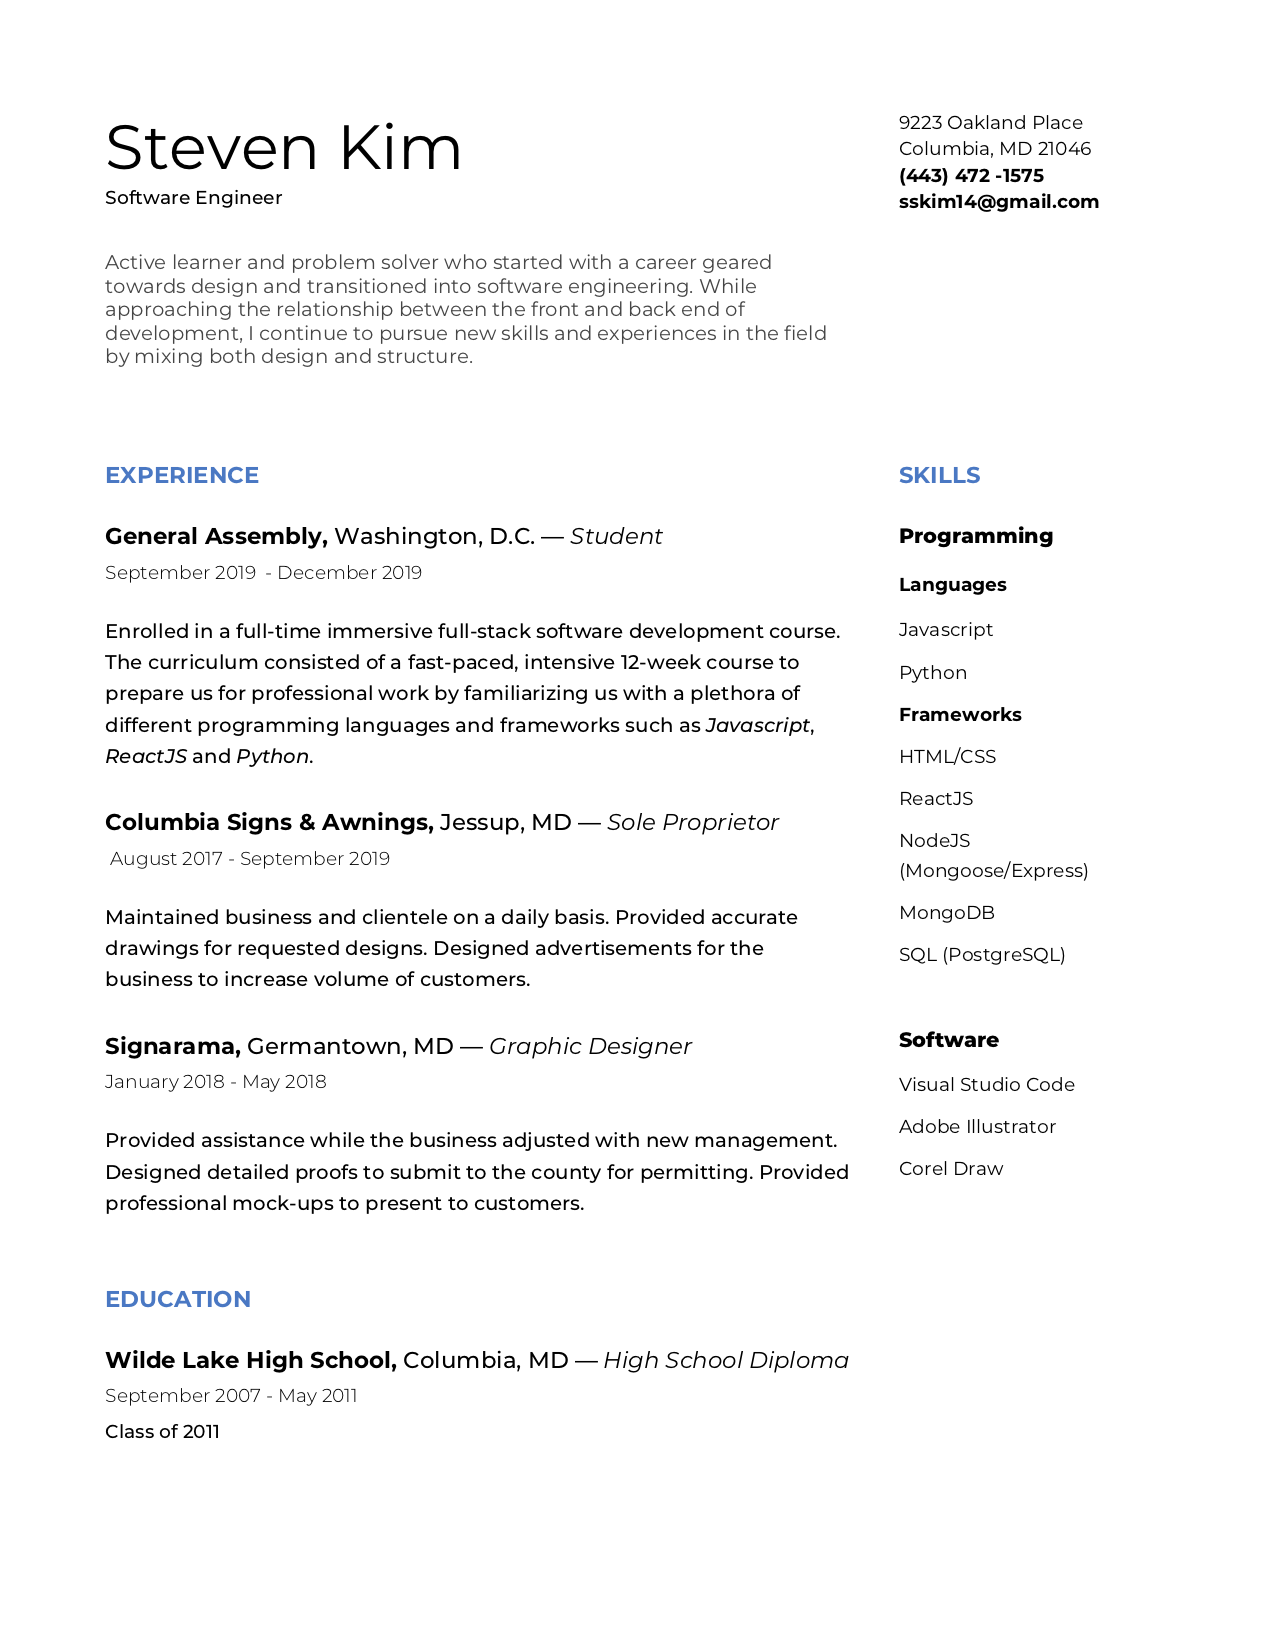 Steven Kim
Software Engineer
9223 Oakland Place
Columbia, MD 21046
(443) 472 -1575
sskim14@gmail.com
Active learner and problem solver who started with a career geared
towards design and transitioned into software engineering. While
approaching the relationship between the front and back end of
development, I continue to pursue new skills and experiences in the field
by mixing both design and structure.
EXPERIENCE
General Assembly, Washington, D.C. — Student
September 2019  - December 2019
Enrolled in a full-time immersive full-stack software development course.
The curriculum consisted of a fast-paced, intensive 12-week course to
prepare us for professional work by familiarizing us with a plethora of
different programming languages and frameworks such as Javascript,
ReactJS and Python.
Columbia Signs & Awnings, Jessup, MD — Sole Proprietor
August 2017 - September 2019
Maintained business and clientele on a daily basis. Provided accurate
drawings for requested designs. Designed advertisements for the
business to increase volume of customers.
Signarama, Germantown, MD — Graphic Designer
January 2018 - May 2018
Provided assistance while the business adjusted with new management.
Designed detailed proofs to submit to the county for permitting. Provided
professional mock-ups to present to customers.
EDUCATION
Wilde Lake High School, Columbia, MD — High School Diploma
September 2007 - May 2011
Class of 2011
SKILLS
Programming
Languages
Javascript
Python
Frameworks
HTML/CSS
ReactJS
NodeJS
(Mongoose/Express)
MongoDB
SQL (PostgreSQL)
Software
Visual Studio Code
Adobe Illustrator
Corel Draw